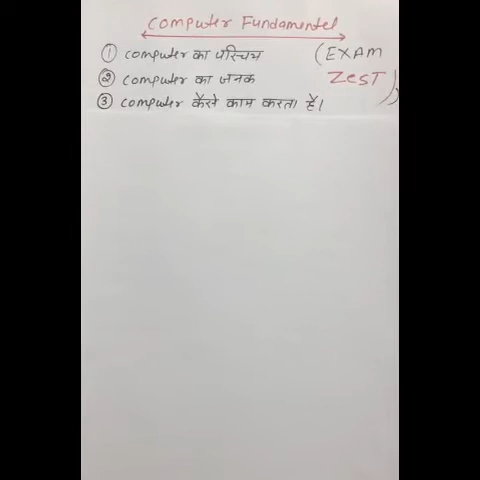 Computer Fundamentel
① Computer का परिचय (EXAM
② Computer का जनक ZEST)
③ Computer कैसे काम करता हैं।